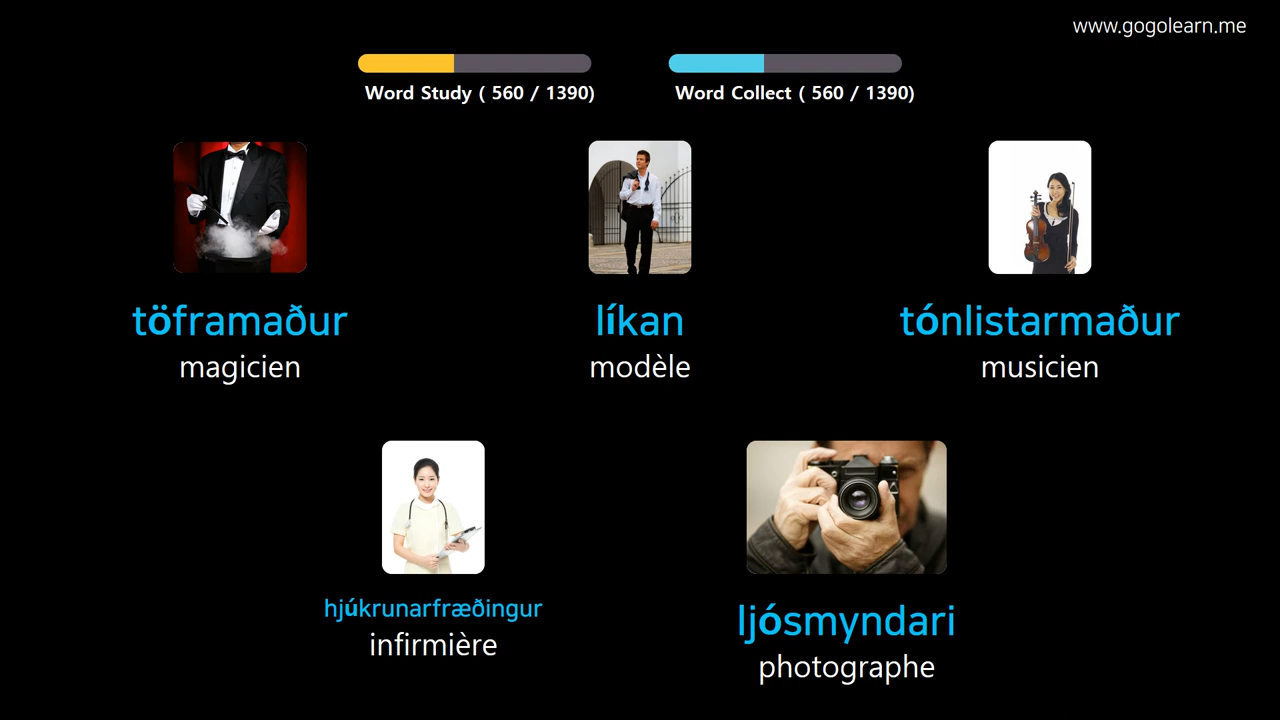 www.gogolearn.me
Word Study ( 560 / 1390)
Word Collect ( 560 / 1390)
töframaður
magicien
líkan
modèle
tónlistarmaður
musicien
hjúkrunarfræðingur
infirmière
ljósmyndari
photographe